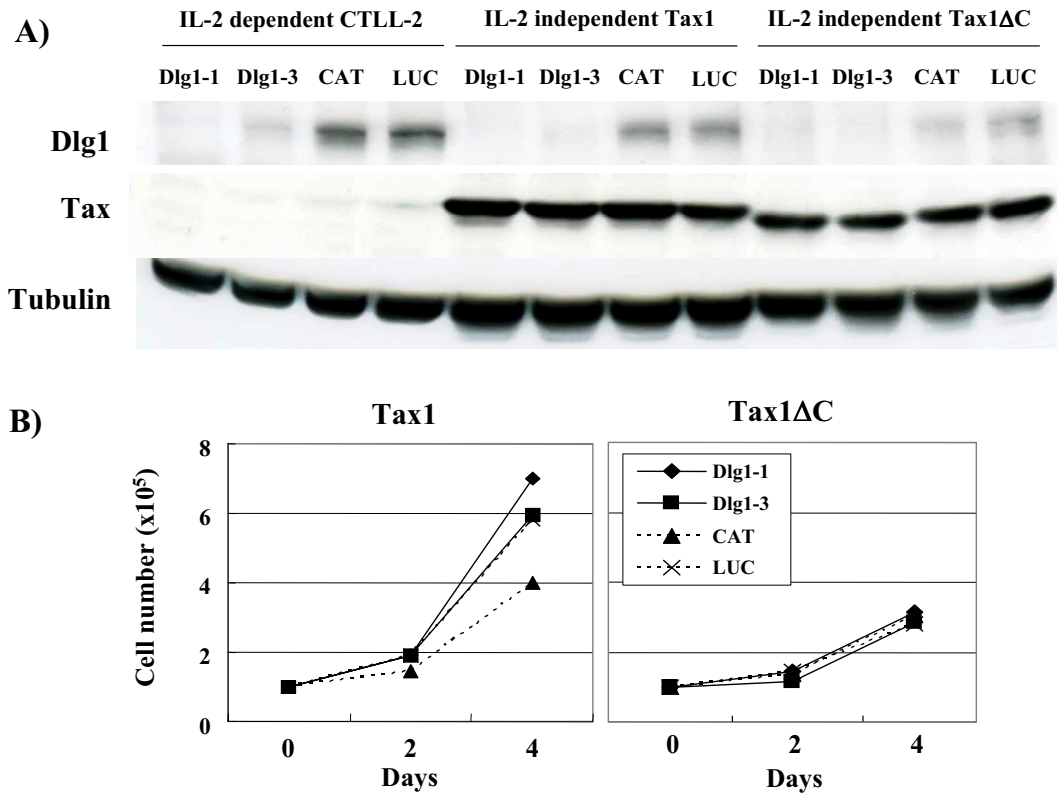 A)
IL-2 dependent CTLL-2 IL-2 independent Tax1 IL-2 independent Tax1ΔC
Dlg1-1 Dlg1-3 CAT LUC Dlg1-1 Dlg1-3 CAT LUC Dlg1-1 Dlg1-3 CAT LUC
Dlg1
Tax
Tubulin
B)
Tax1 Tax1ΔC
Cell number (x10⁵)
8
6
4
2
0
0 2 4
Days
Dlg1-1
Dlg1-3
CAT
LUC
0 2 4
Days